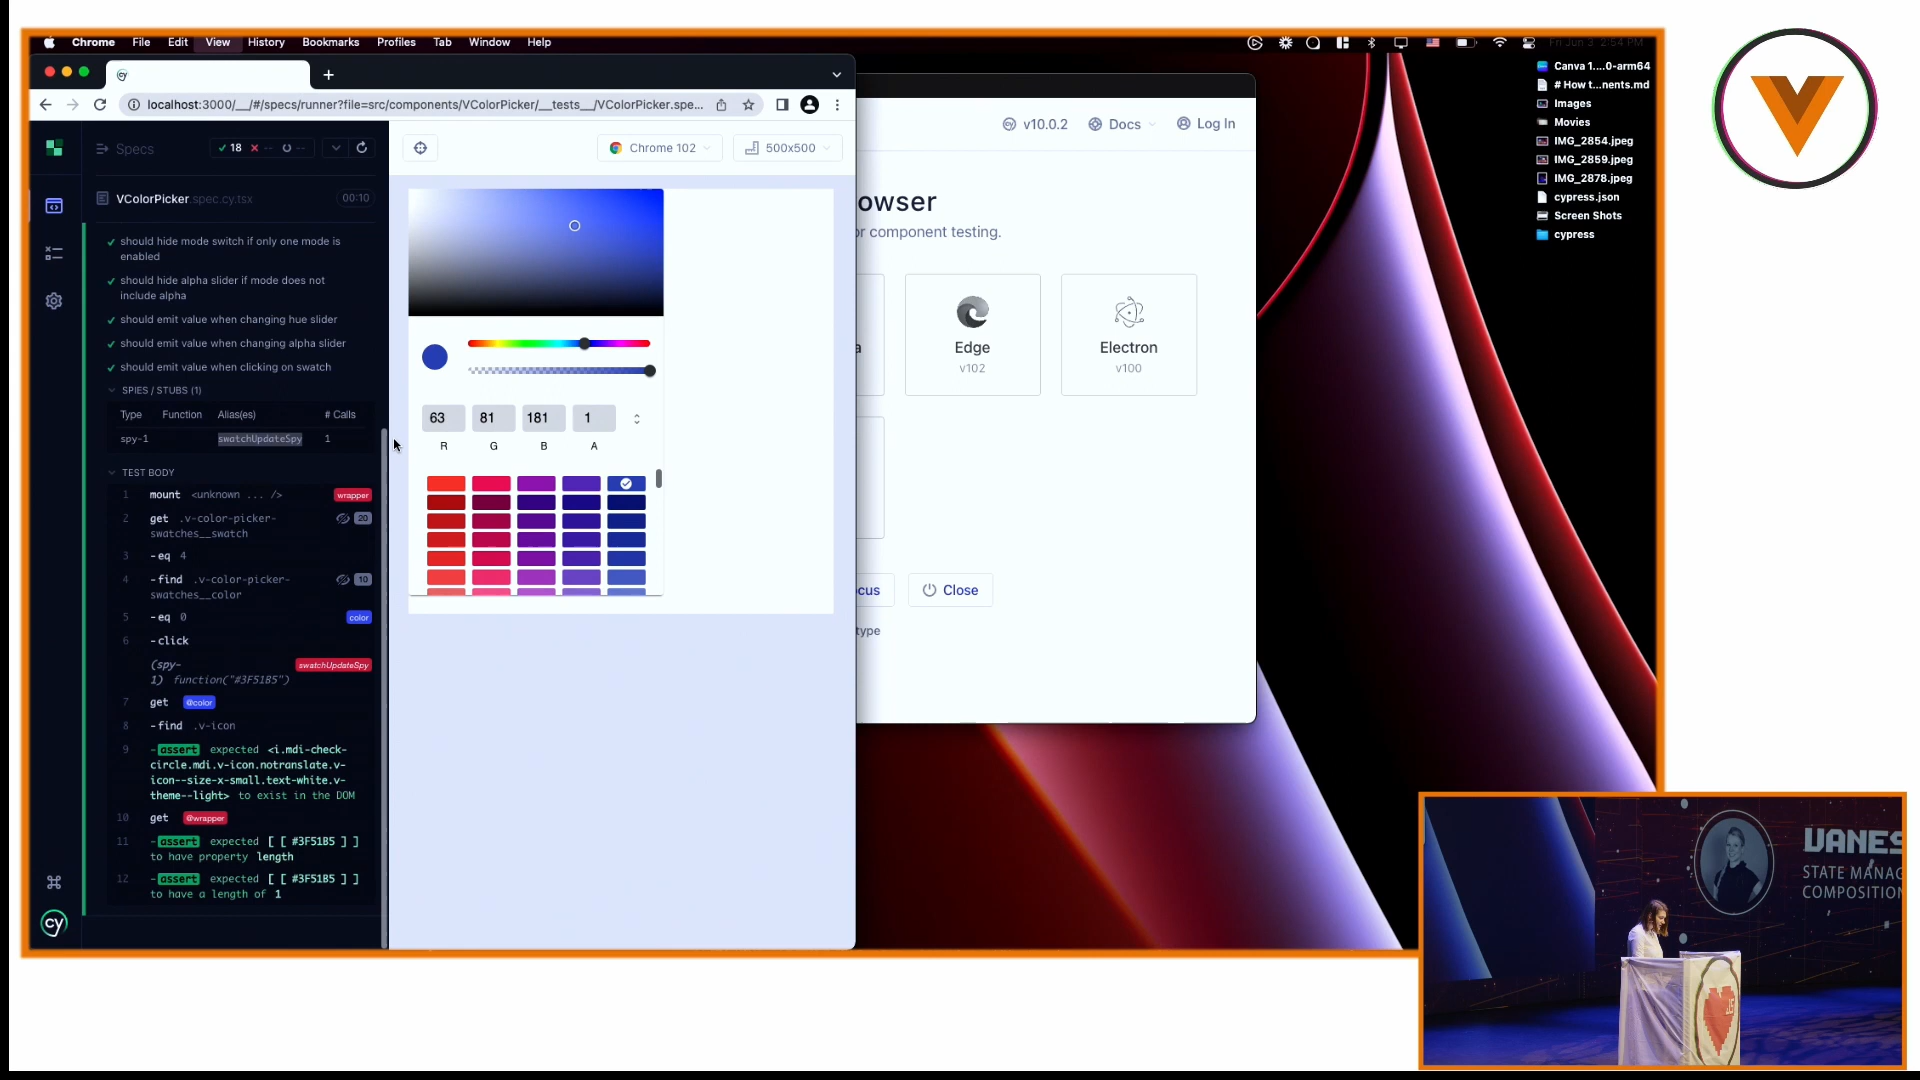 Chrome File Edit View History Bookmarks Profiles Tab Window Help
Fri Jun 3 2:54 PM
localhost:3000/__/#/specs/runner?file=src/components/VColorPicker/__tests__/VColorPicker.spe...
Specs
18 -- --
VColorPicker.spec.cy.tsx 00:10
should hide mode switch if only one mode is
enabled
should hide alpha slider if mode does not
include alpha
should emit value when changing hue slider
should emit value when changing alpha slider
should emit value when clicking on swatch
SPIES / STUBS (1)
Type Function Alias(es) # Calls
spy-1 swatchUpdateSpy 1
TEST BODY
1 mount <unknown ... /> wrapper
2 get .v-color-picker- 20
swatches__swatch
3 -eq 4
4 -find .v-color-picker- 10
swatches__color
5 -eq 0 color
6 -click
(spy- swatchUpdateSpy
1) function("#3F51B5")
7 get @color
8 -find .v-icon
9 -assert expected <i.mdi-check-
circle.mdi.v-icon.notranslate.v-
icon--size-x-small.text-white.v-
theme--light> to exist in the DOM
10 get @wrapper
11 -assert expected [ [ #3F51B5 ] ]
to have property length
12 -assert expected [ [ #3F51B5 ] ]
to have a length of 1
cy
Chrome 102
500x500
63 81 181 1
R G B A
v10.0.2 Docs Log In
owser
or component testing.
a
Edge
v102
Electron
v100
cus
Close
type
Canva 1....0-arm64
# How t...nents.md
Images
Movies
IMG_2854.jpeg
IMG_2859.jpeg
IMG_2878.jpeg
cypress.json
Screen Shots
cypress
VANES
STATE MANAG
COMPOSITION
JS